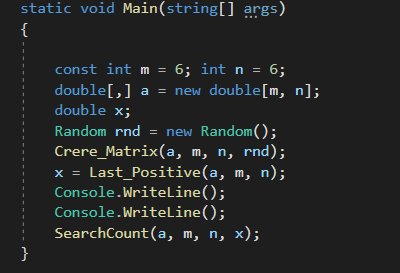 static void Main(string[] args)
{
const int m = 6; int n = 6;
double[,] a = new double[m, n];
double x;
Random rnd = new Random();
Crere_Matrix(a, m, n, rnd);
x = Last_Positive(a, m, n);
Console.WriteLine();
Console.WriteLine();
SearchCount(a, m, n, x);
}